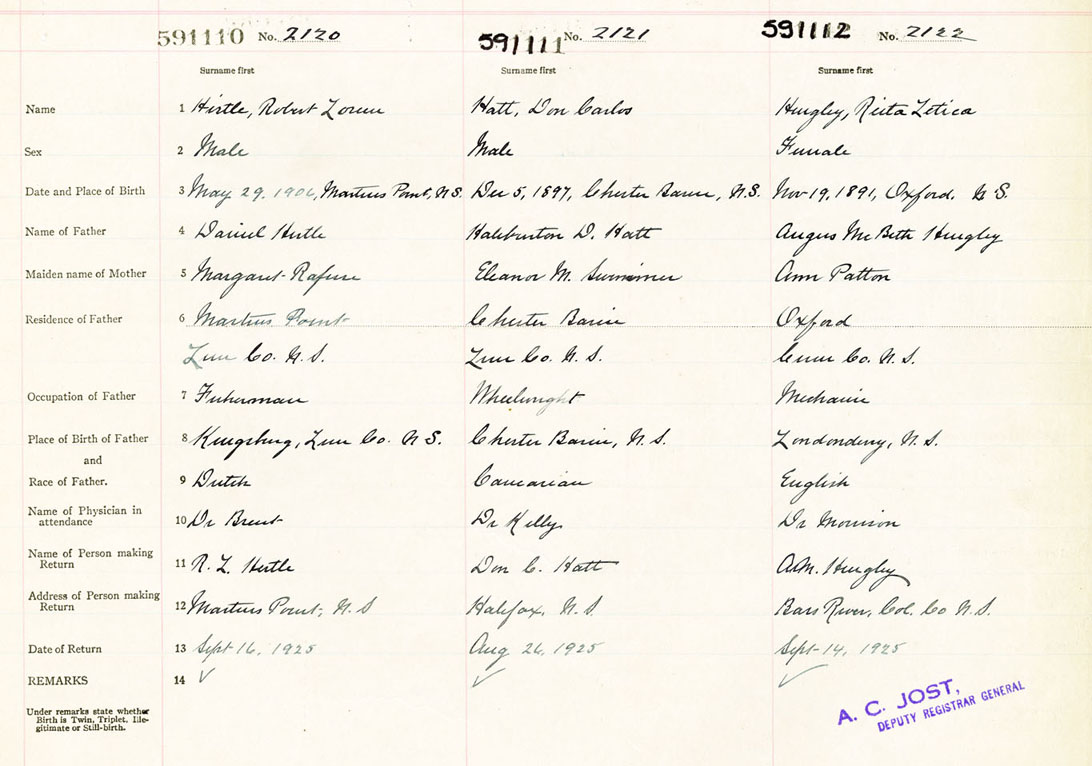 591110 No. 2120 591111 No. 2121 591112 No. 2122
Surname first Surname first Surname first
Name 1 Hirtle, Robert Loren Hatt, Don Carlos Hingley, Rieta Letica
Sex 2 Male Male Female
Date and Place of Birth 3 May 29, 1906, Martins Point, N.S. Dec 5, 1897, Chester Basin, N.S. Nov 19, 1891, Oxford, N S.
Name of Father 4 Daniel Hirtle Haliburton D. Hatt Angus McBeth Hingley
Maiden name of Mother 5 Margaret Rafuse Eleanor M. Swinimer Ann Patton
Residence of Father 6 Martins Point Chester Basin Oxford
Lun Co. N.S. Lun Co. N.S. Cum Co. N.S.
Occupation of Father 7 Fisherman Wheelwright Mechanic
Place of Birth of Father 8 Kingsburg, Lun Co. N S. Chester Basin, N.S. Londonderry, N.S.
and
Race of Father. 9 Dutch English
Name of Physician in
attendance 10 Dr Dr Kelly Dr Morrison
Name of Person making
Return 11 R. L. Hirtle Don C. Hatt A.M. Hingley
Address of Person making
Return 12 Martins Point, N.S Halifax, N.S. Bass River, Col. Co N.S.
Date of Return 13 Sept 16, 1925 Aug 26, 1925 Sept 14, 1925
REMARKS 14 ✓ ✓ ✓
Under remarks state whether
Birth is Twin, Triplet, Ille-
gitimate or Still-birth.
A. C. JOST,
DEPUTY REGISTRAR GENERAL